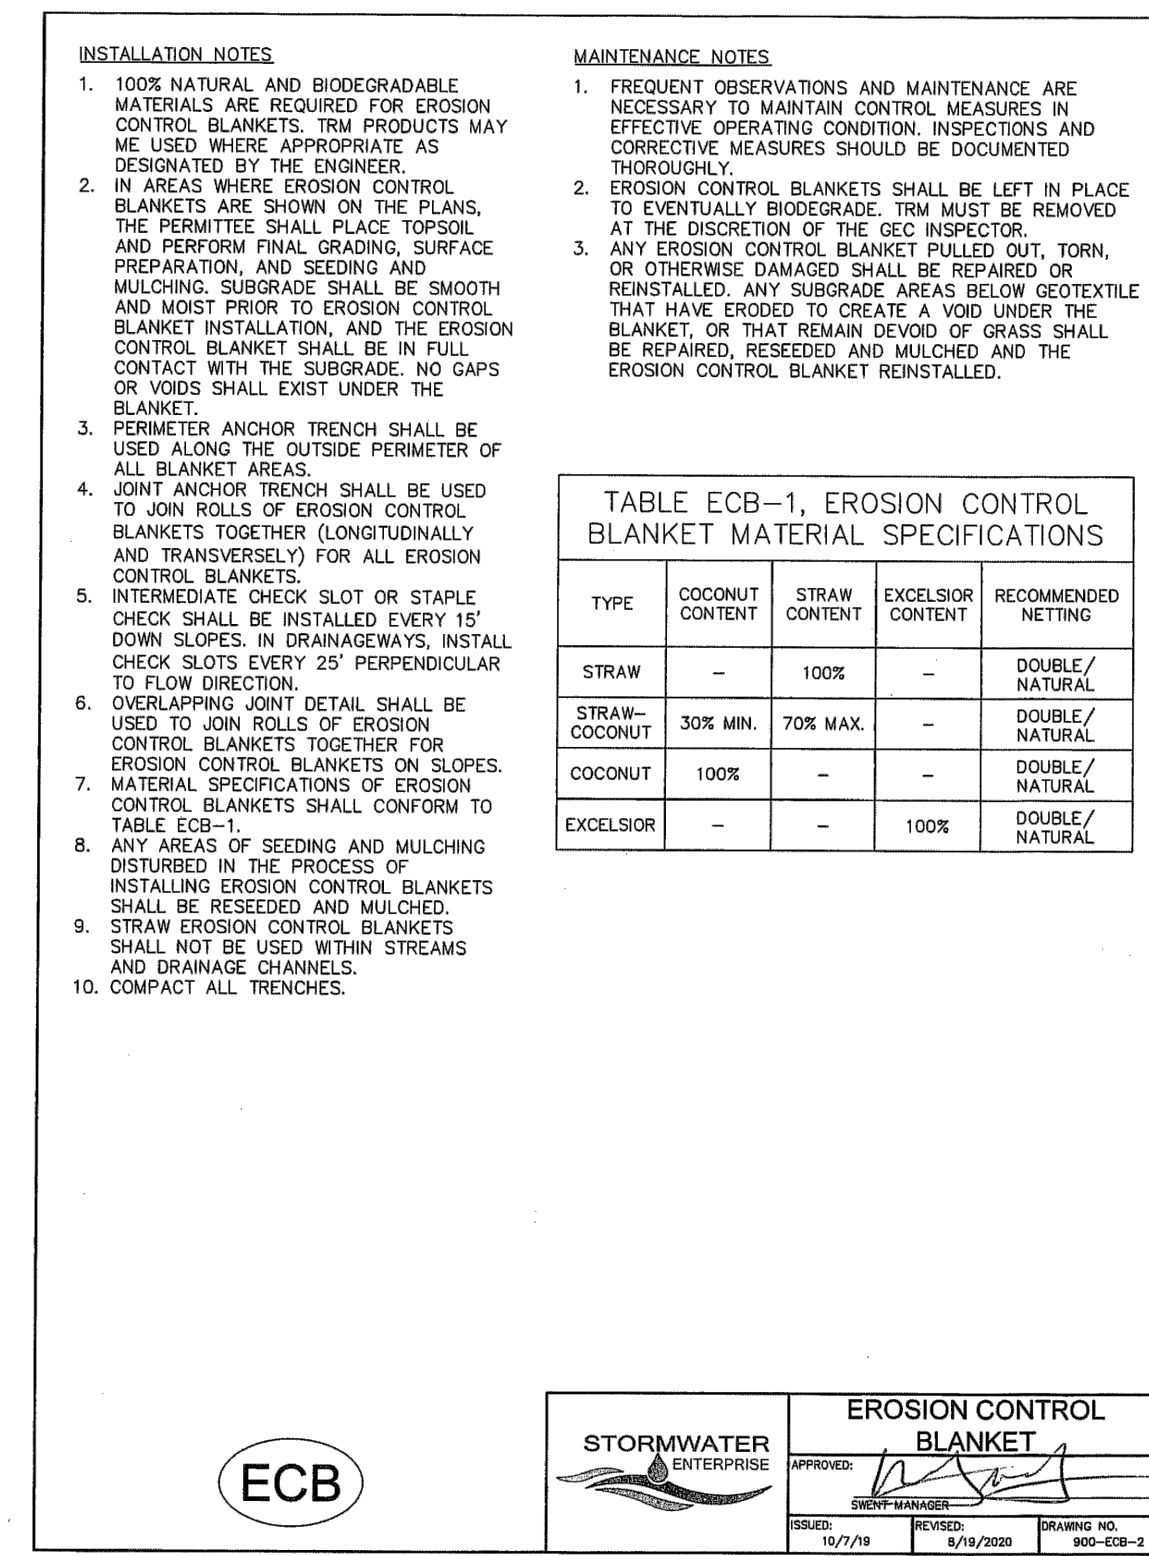 INSTALLATION NOTES
1. 100% NATURAL AND BIODEGRADABLE
MATERIALS ARE REQUIRED FOR EROSION
CONTROL BLANKETS. TRM PRODUCTS MAY
ME USED WHERE APPROPRIATE AS
DESIGNATED BY THE ENGINEER.
2. IN AREAS WHERE EROSION CONTROL
BLANKETS ARE SHOWN ON THE PLANS,
THE PERMITTEE SHALL PLACE TOPSOIL
AND PERFORM FINAL GRADING, SURFACE
PREPARATION, AND SEEDING AND
MULCHING. SUBGRADE SHALL BE SMOOTH
AND MOIST PRIOR TO EROSION CONTROL
BLANKET INSTALLATION, AND THE EROSION
CONTROL BLANKET SHALL BE IN FULL
CONTACT WITH THE SUBGRADE. NO GAPS
OR VOIDS SHALL EXIST UNDER THE
BLANKET.
3. PERIMETER ANCHOR TRENCH SHALL BE
USED ALONG THE OUTSIDE PERIMETER OF
ALL BLANKET AREAS.
4. JOINT ANCHOR TRENCH SHALL BE USED
TO JOIN ROLLS OF EROSION CONTROL
BLANKETS TOGETHER (LONGITUDINALLY
AND TRANSVERSELY) FOR ALL EROSION
CONTROL BLANKETS.
5. INTERMEDIATE CHECK SLOT OR STAPLE
CHECK SHALL BE INSTALLED EVERY 15'
DOWN SLOPES. IN DRAINAGEWAYS, INSTALL
CHECK SLOTS EVERY 25' PERPENDICULAR
TO FLOW DIRECTION.
6. OVERLAPPING JOINT DETAIL SHALL BE
USED TO JOIN ROLLS OF EROSION
CONTROL BLANKETS TOGETHER FOR
EROSION CONTROL BLANKETS ON SLOPES.
7. MATERIAL SPECIFICATIONS OF EROSION
CONTROL BLANKETS SHALL CONFORM TO
TABLE ECB-1.
8. ANY AREAS OF SEEDING AND MULCHING
DISTURBED IN THE PROCESS OF
INSTALLING EROSION CONTROL BLANKETS
SHALL BE RESEEDED AND MULCHED.
9. STRAW EROSION CONTROL BLANKETS
SHALL NOT BE USED WITHIN STREAMS
AND DRAINAGE CHANNELS.
10. COMPACT ALL TRENCHES.
MAINTENANCE NOTES
1. FREQUENT OBSERVATIONS AND MAINTENANCE ARE
NECESSARY TO MAINTAIN CONTROL MEASURES IN
EFFECTIVE OPERATING CONDITION. INSPECTIONS AND
CORRECTIVE MEASURES SHOULD BE DOCUMENTED
THOROUGHLY.
2. EROSION CONTROL BLANKETS SHALL BE LEFT IN PLACE
TO EVENTUALLY BIODEGRADE. TRM MUST BE REMOVED
AT THE DISCRETION OF THE GEC INSPECTOR.
3. ANY EROSION CONTROL BLANKET PULLED OUT, TORN,
OR OTHERWISE DAMAGED SHALL BE REPAIRED OR
REINSTALLED. ANY SUBGRADE AREAS BELOW GEOTEXTILE
THAT HAVE ERODED TO CREATE A VOID UNDER THE
BLANKET, OR THAT REMAIN DEVOID OF GRASS SHALL
BE REPAIRED, RESEEDED AND MULCHED AND THE
EROSION CONTROL BLANKET REINSTALLED.
TABLE ECB-1, EROSION CONTROL
BLANKET MATERIAL SPECIFICATIONS
TYPE COCONUT CONTENT STRAW CONTENT EXCELSIOR CONTENT RECOMMENDED NETTING
STRAW - 100% - DOUBLE/ NATURAL
STRAW-COCONUT 30% MIN. 70% MAX. - DOUBLE/ NATURAL
COCONUT 100% - - DOUBLE/ NATURAL
EXCELSIOR - - 100% DOUBLE/ NATURAL
ECB
STORMWATER
ENTERPRISE
EROSION CONTROL
BLANKET
APPROVED:
SWENT MANAGER
ISSUED: REVISED: DRAWING NO.
10/7/19 8/19/2020 900-ECB-2